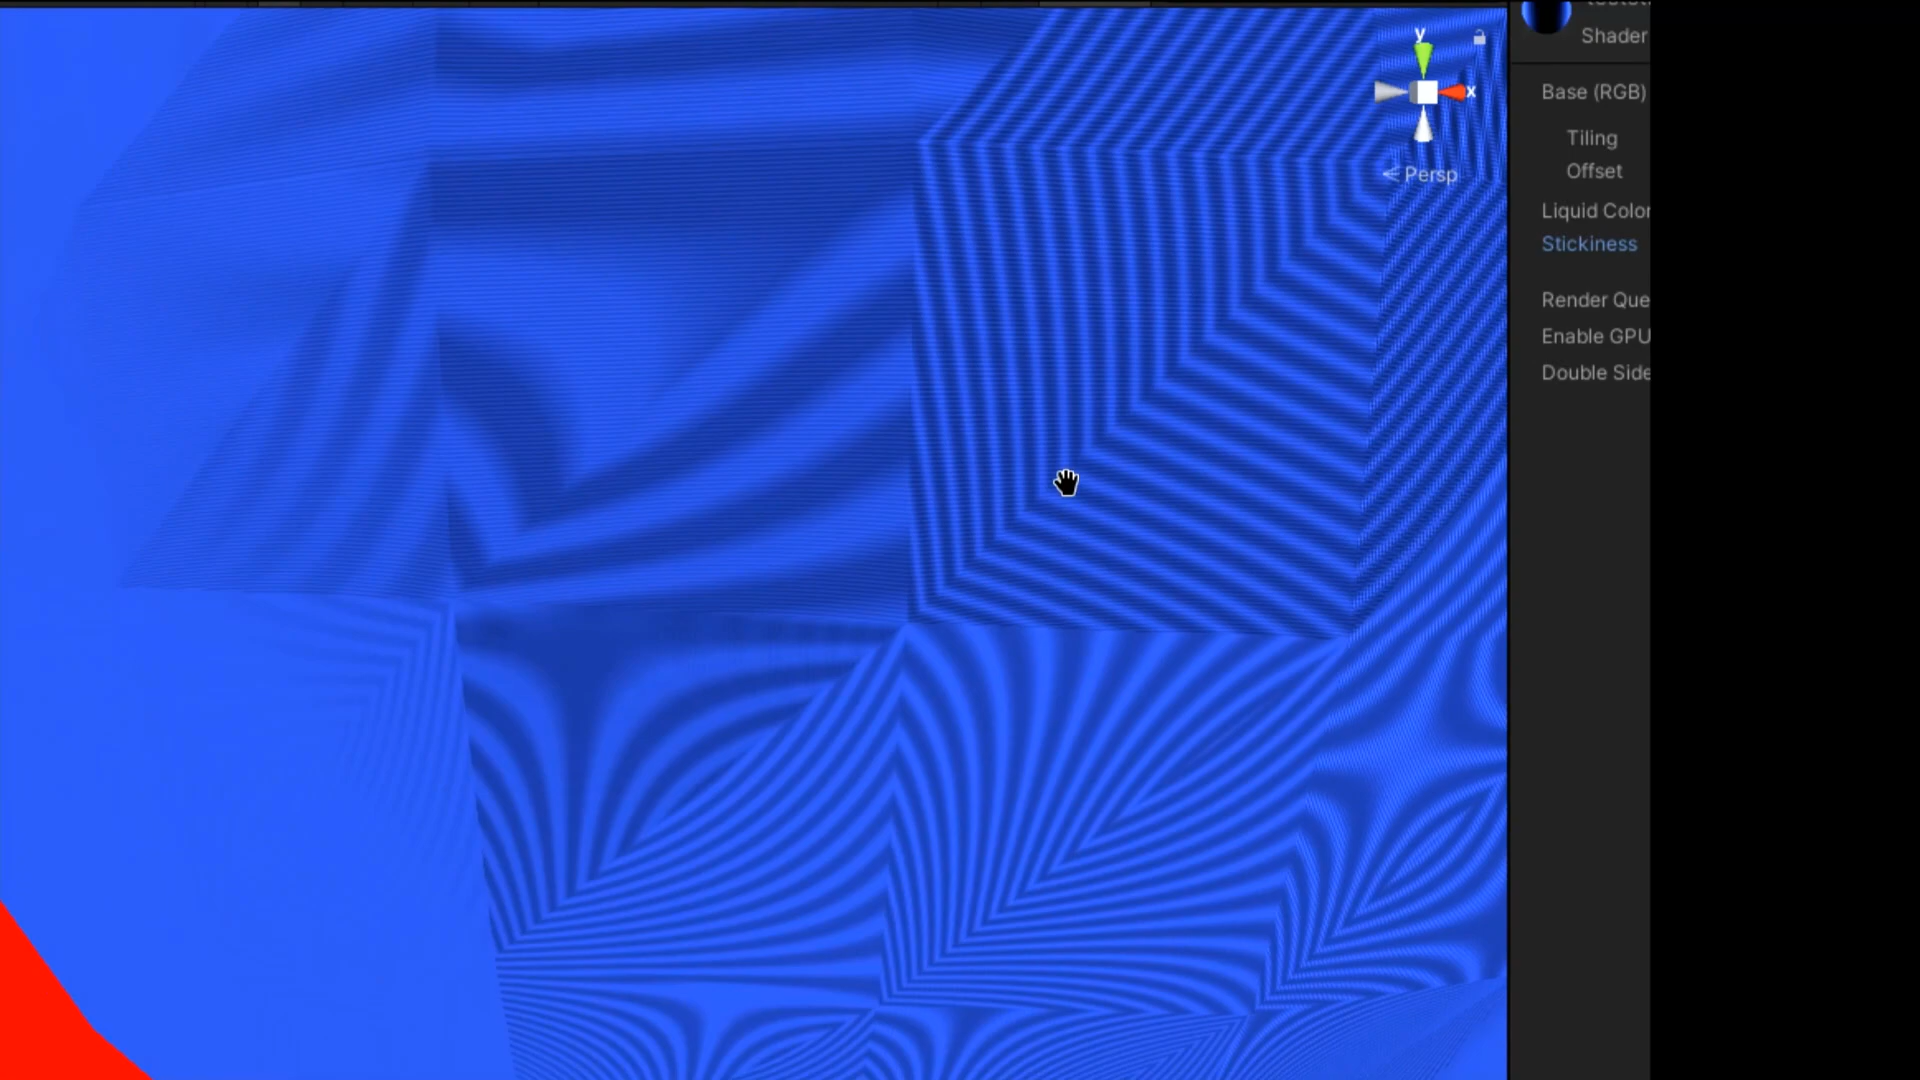 Shader
y
x
< Persp
Base (RGB)
Tiling
Offset
Liquid Color
Stickiness
Render Que
Enable GPU
Double Side